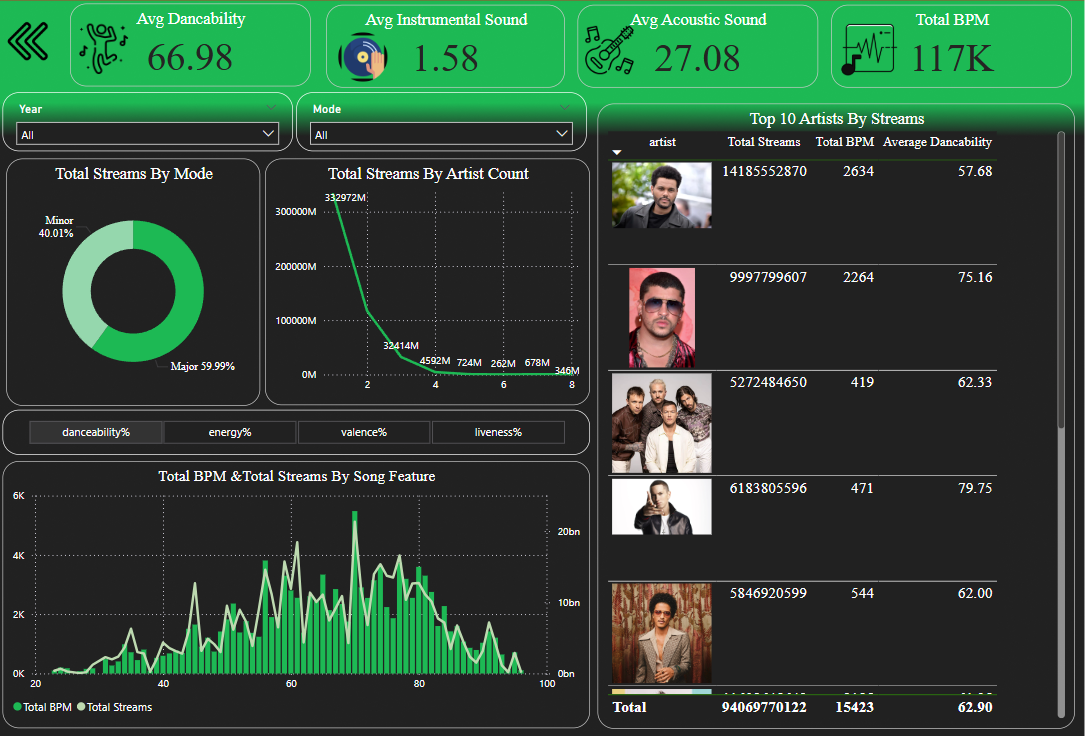 Avg Dancability
66.98
Avg Instrumental Sound
1.58
Avg Acoustic Sound
27.08
Total BPM
117K
Year
All
Mode
All
Total Streams By Mode
Minor
40.01%
Major 59.99%
Total Streams By Artist Count
332972M
300000M
200000M
100000M
32414M
4592M 724M 262M 678M 346M
0M
2 4 6 8
danceability% energy% valence% liveness%
Total BPM &Total Streams By Song Feature
6K
20bn
4K
10bn
2K
0K 0bn
20 40 60 80 100
Total BPM Total Streams
Top 10 Artists By Streams
artist Total Streams Total BPM Average Dancability
14185552870 2634 57.68
9997799607 2264 75.16
5272484650 419 62.33
6183805596 471 79.75
5846920599 544 62.00
Total 94069770122 15423 62.90